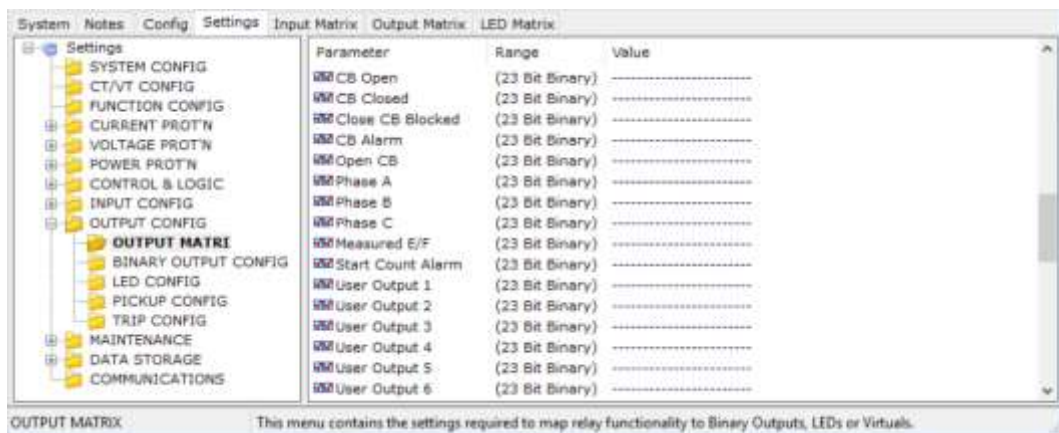 System Notes Config Settings Input Matrix Output Matrix LED Matrix
Settings
SYSTEM CONFIG
CT/VT CONFIG
FUNCTION CONFIG
CURRENT PROT'N
VOLTAGE PROT'N
POWER PROT'N
CONTROL & LOGIC
INPUT CONFIG
OUTPUT CONFIG
OUTPUT MATRI
BINARY OUTPUT CONFIG
LED CONFIG
PICKUP CONFIG
TRIP CONFIG
MAINTENANCE
DATA STORAGE
COMMUNICATIONS
Parameter Range Value
CB Open (23 Bit Binary) -----------------------
CB Closed (23 Bit Binary) -----------------------
Close CB Blocked (23 Bit Binary) -----------------------
CB Alarm (23 Bit Binary) -----------------------
Open CB (23 Bit Binary) -----------------------
Phase A (23 Bit Binary) -----------------------
Phase B (23 Bit Binary) -----------------------
Phase C (23 Bit Binary) -----------------------
Measured E/F (23 Bit Binary) -----------------------
Start Count Alarm (23 Bit Binary) -----------------------
User Output 1 (23 Bit Binary) -----------------------
User Output 2 (23 Bit Binary) -----------------------
User Output 3 (23 Bit Binary) -----------------------
User Output 4 (23 Bit Binary) -----------------------
User Output 5 (23 Bit Binary) -----------------------
User Output 6 (23 Bit Binary) -----------------------
OUTPUT MATRIX This menu contains the settings required to map relay functionality to Binary Outputs, LEDs or Virtuals.